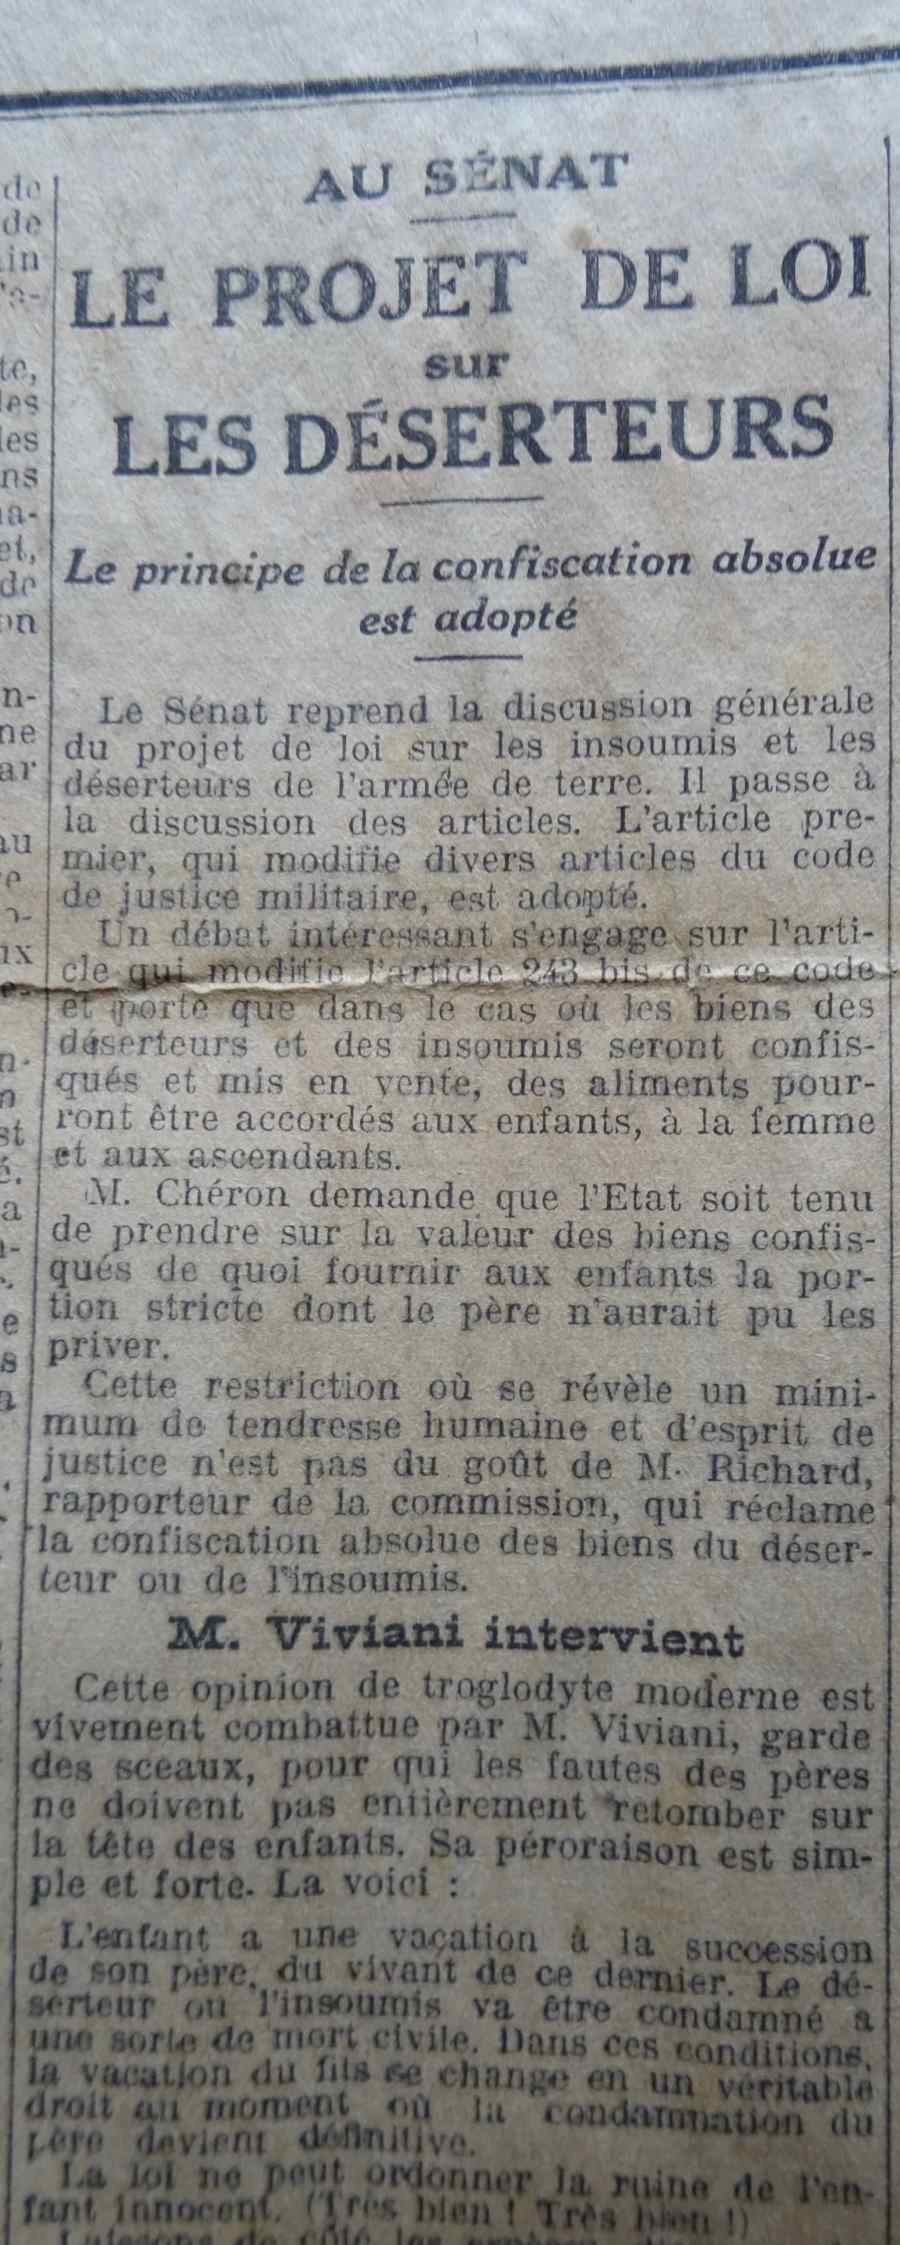 AU SÉNAT
LE PROJET DE LOI
sur
LES DÉSERTEURS
Le principe de la confiscation absolue
est adopté
Le Sénat reprend la discussion générale
du projet de loi sur les insoumis et les
déserteurs de l'armée de terre. Il passe à
la discussion des articles. L'article pre-
mier, qui modifie divers articles du code
de justice militaire, est adopté.
Un débat intéressant s'engage sur l'arti-
cle qui modifie l'article 243 bis de ce code
et porte que dans le cas où les biens des
déserteurs et des insoumis seront confis-
qués et mis en vente, des aliments pour-
ront être accordés aux enfants, à la femme
et aux ascendants.
M. Chéron demande que l'Etat soit tenu
de prendre sur la valeur des biens confis-
qués de quoi fournir aux enfants la por-
tion stricte dont le père n'aurait pu les
priver.
Cette restriction où se révèle un mini-
mum de tendresse humaine et d'esprit de
justice n'est pas du goût de M. Richard,
rapporteur de la commission, qui réclame
la confiscation absolue des biens du déser-
teur ou de l'insoumis.
M. Viviani intervient
Cette opinion de troglodyte moderne est
vivement combattue par M. Viviani, garde
des sceaux, pour qui les fautes des pères
ne doivent pas entièrement retomber sur
la tête des enfants. Sa péroraison est sim-
ple et forte. La voici :
L'enfant a une vacation à la succession
de son père, du vivant de ce dernier. Le dé-
serteur ou l'insoumis va être condamné à
une sorte de mort civile. Dans ces conditions,
la vacation du fils se change en un véritable
droit au moment où la condamnation du
père devient définitive.
La loi ne peut ordonner la ruine de l'en-
fant innocent. (Très bien ! Très bien !)
Laissons de côté les